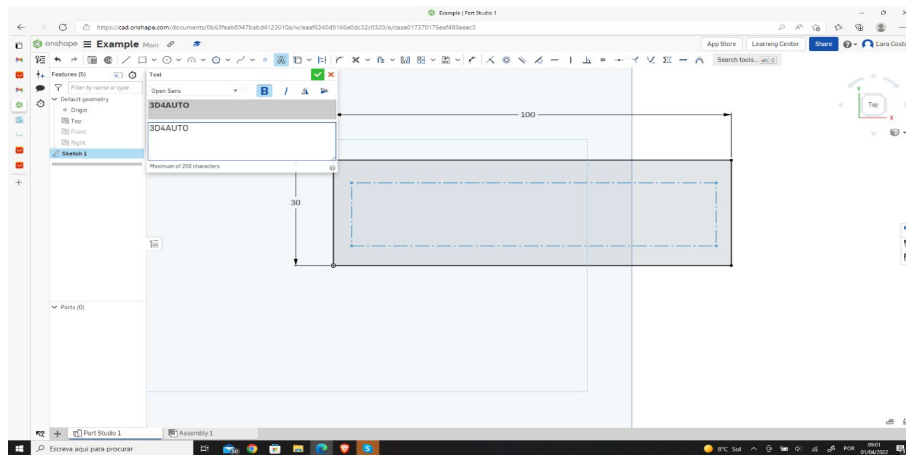 Example | Part Studio 1
https://cad.onshape.com/documents/0b63feab8947babd4123010a/w/eaaf6340d9166e0dc32c0320/e/caae017370176eaf489aeac3
onshape Example Main
App Store Learning Center Share Lara Costa
Search tools... alt C
Features (5)
Filter by name or type
Default geometry
Origin
Top
Front
Right
Sketch 1
Text
Open Sans B I A
3D4AUTO
3D4AUTO
Maximum of 250 characters
100
30
Y
Top
X
Parts (0)
Part Studio 1 Assembly 1
Escreve aqui para procurar
8°C Sol POR 09:01
01/04/2022